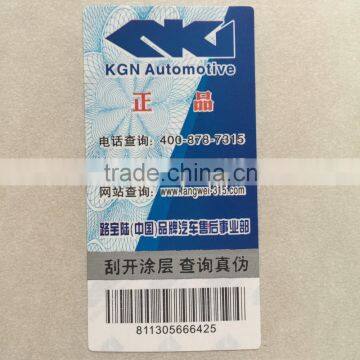 KGN Automotive
正 品
电话查询: 400-878-7315
trade.china.cn
网站查询: www.langwei-315.com
路宝陆(中国)品牌汽车售后事业部
刮开涂层 查询真伪
811305666425